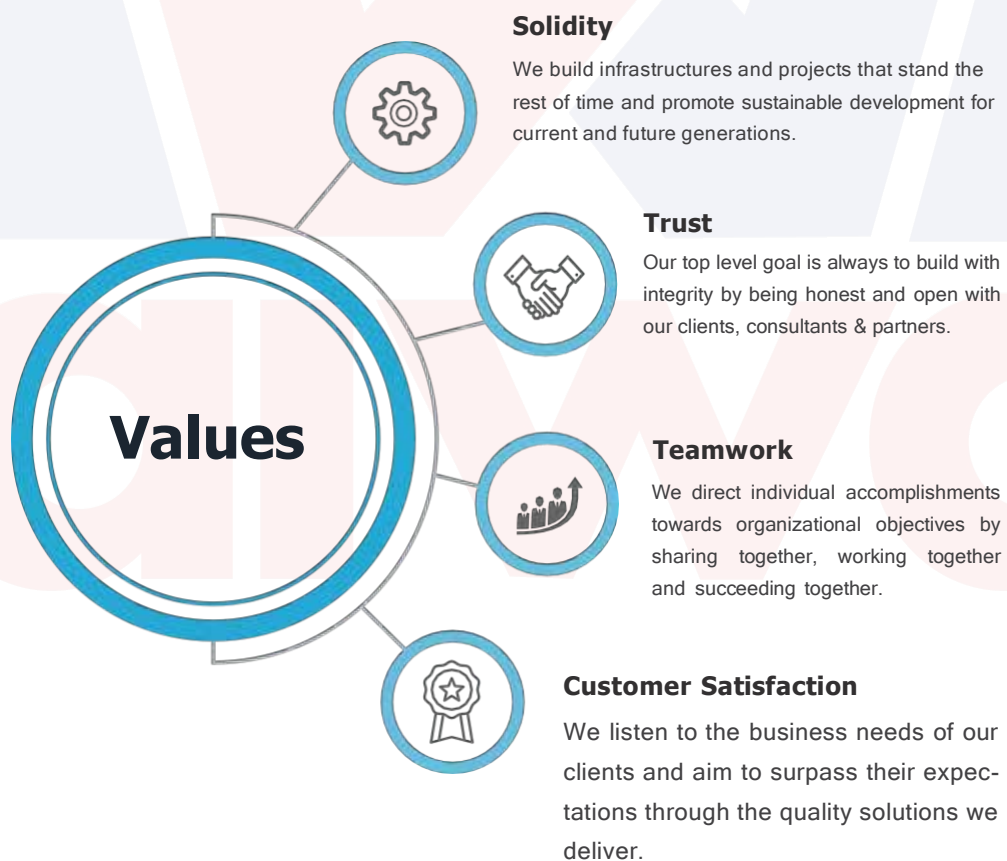 Solidity
We build infrastructures and projects that stand the
rest of time and promote sustainable development for
current and future generations.
Trust
Our top level goal is always to build with
integrity by being honest and open with
our clients, consultants & partners.
Values
Teamwork
We direct individual accomplishments
towards organizational objectives by
sharing together, working together
and succeeding together.
Customer Satisfaction
We listen to the business needs of our
clients and aim to surpass their expec-
tations through the quality solutions we
deliver.